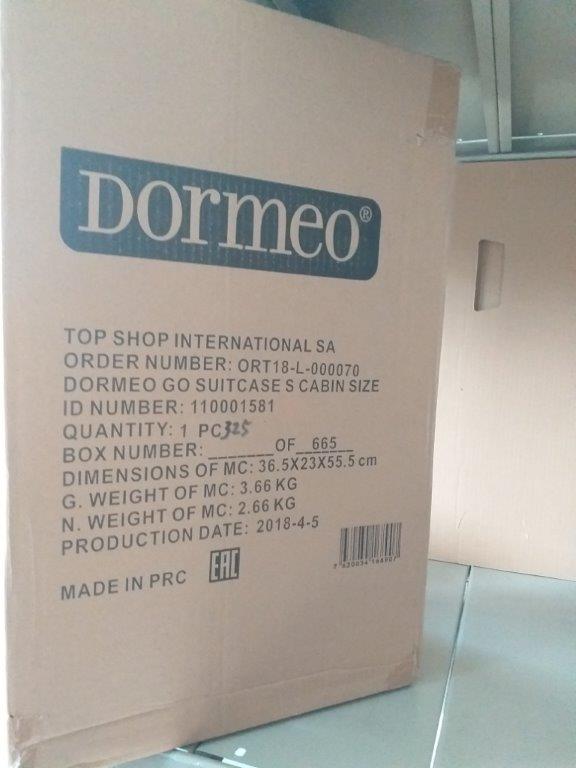 DORMEO®
TOP SHOP INTERNATIONAL SA
ORDER NUMBER: ORT18-L-000070
DORMEO GO SUITCASE S CABIN SIZE
ID NUMBER: 110001581
QUANTITY: 1 PC
325
BOX NUMBER: _______ OF __665__
DIMENSIONS OF MC: 36.5X23X55.5 cm
G. WEIGHT OF MC: 3.66 KG
N. WEIGHT OF MC: 2.66 KG
PRODUCTION DATE: 2018-4-5
MADE IN PRC
EAC